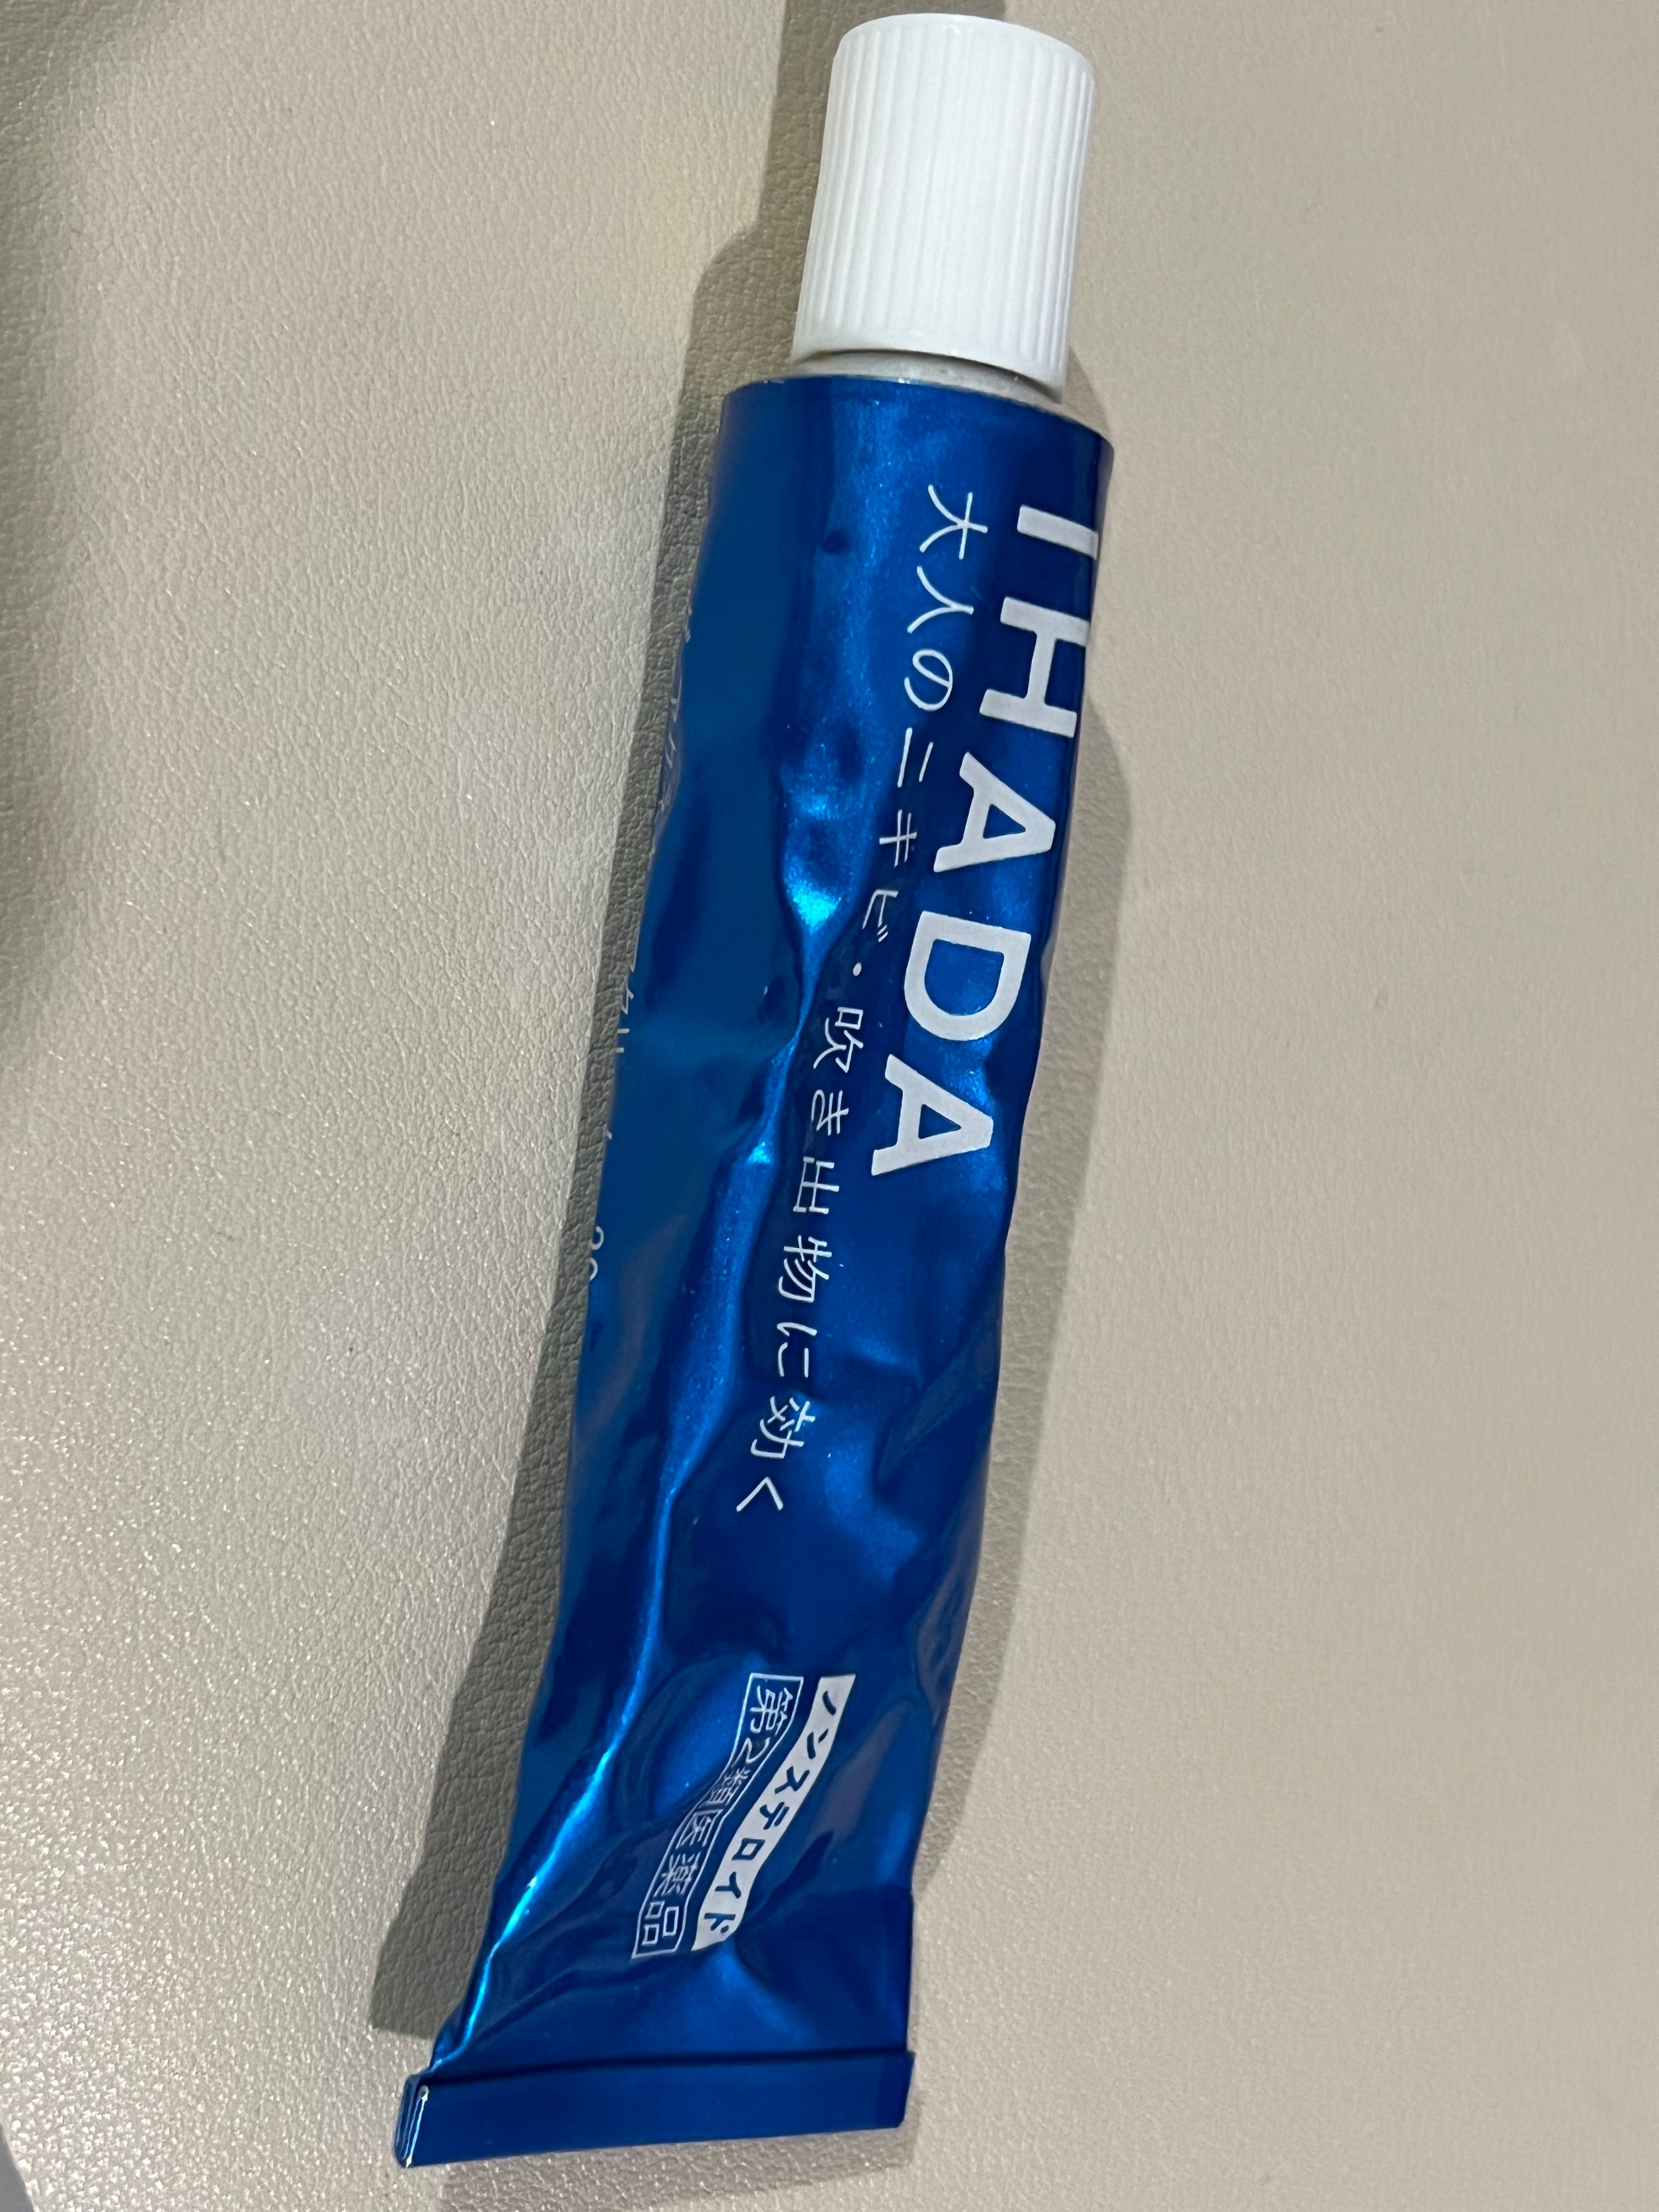 IHADA
大人のニキビ・吹き出物に効く
ノンステロイド
第2類医薬品